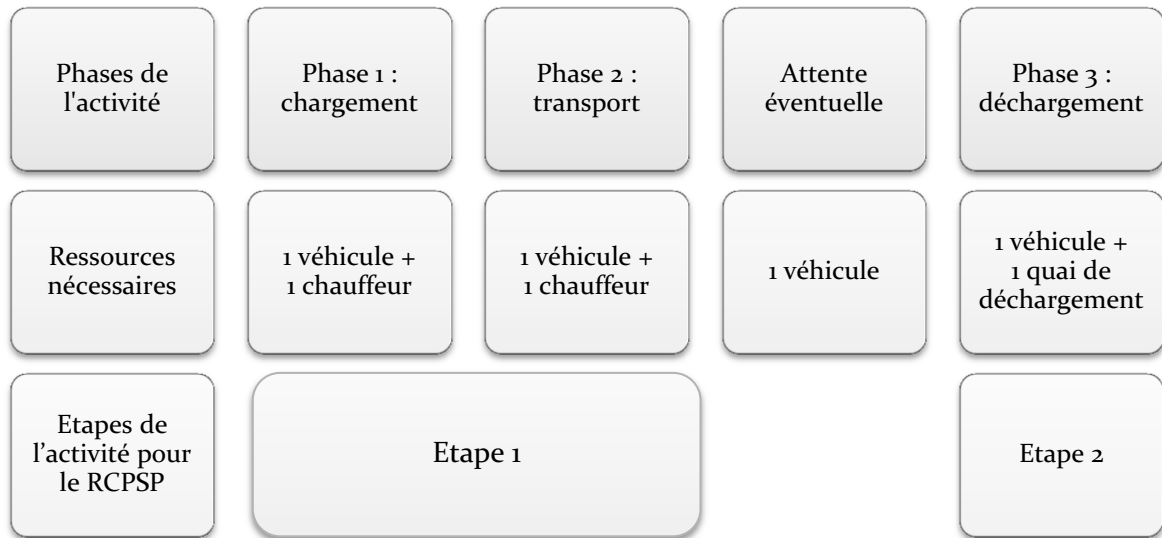 Phases de
l'activité
Phase 1 :
chargement
Phase 2 :
transport
Attente
éventuelle
Phase 3 :
déchargement
Ressources
nécessaires
1 véhicule +
1 chauffeur
1 véhicule +
1 chauffeur
1 véhicule
1 véhicule +
1 quai de
déchargement
Etapes de
l’activité pour
le RCPSP
Etape 1
Etape 2